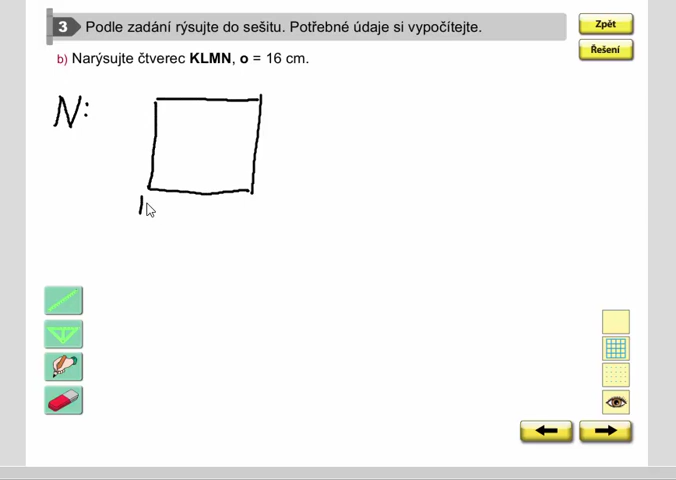 3 Podle zadání rýsujte do sešitu. Potřebné údaje si vypočítejte.
Zpět
Řešení
b) Narýsujte čtverec KLMN, o = 16 cm.
N: